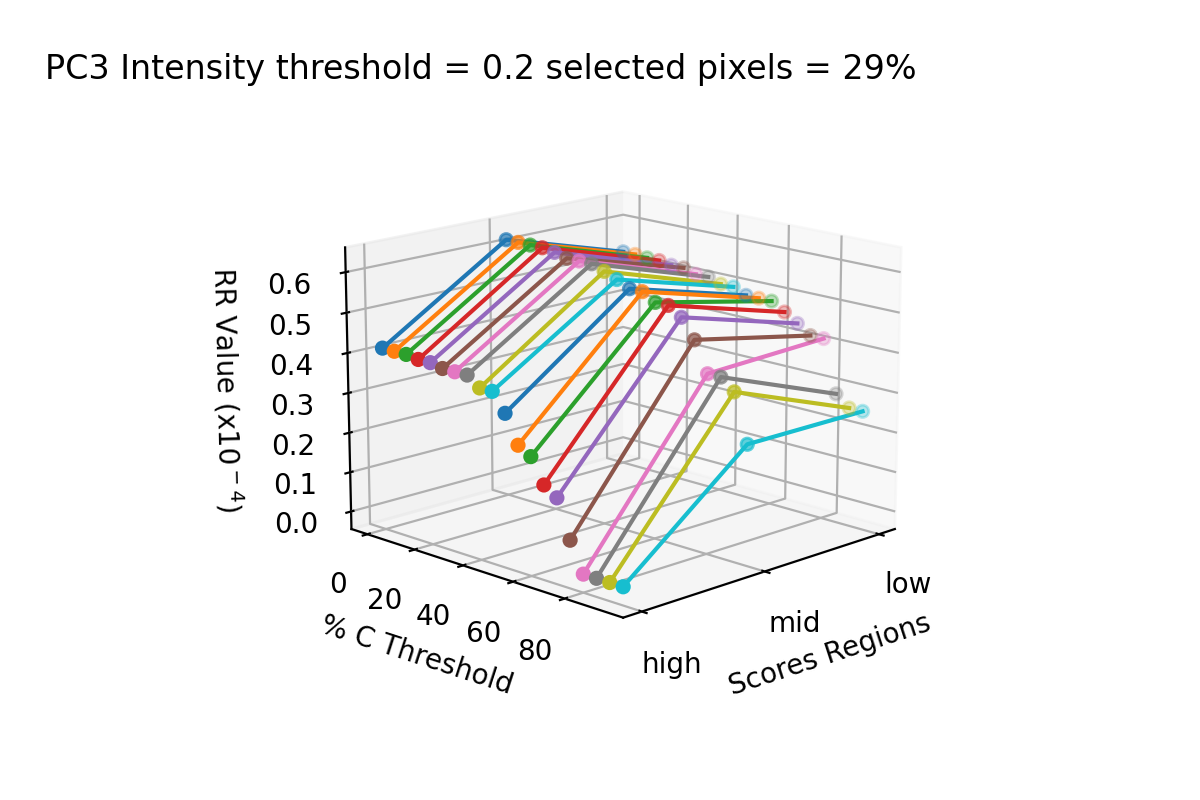 PC3 Intensity threshold = 0.2 selected pixels = 29%
RR Value (x10⁻⁴)
0.6
0.5
0.4
0.3
0.2
0.1
0.0
0
20
40
60
80
% C Threshold
high
mid
low
Scores Regions